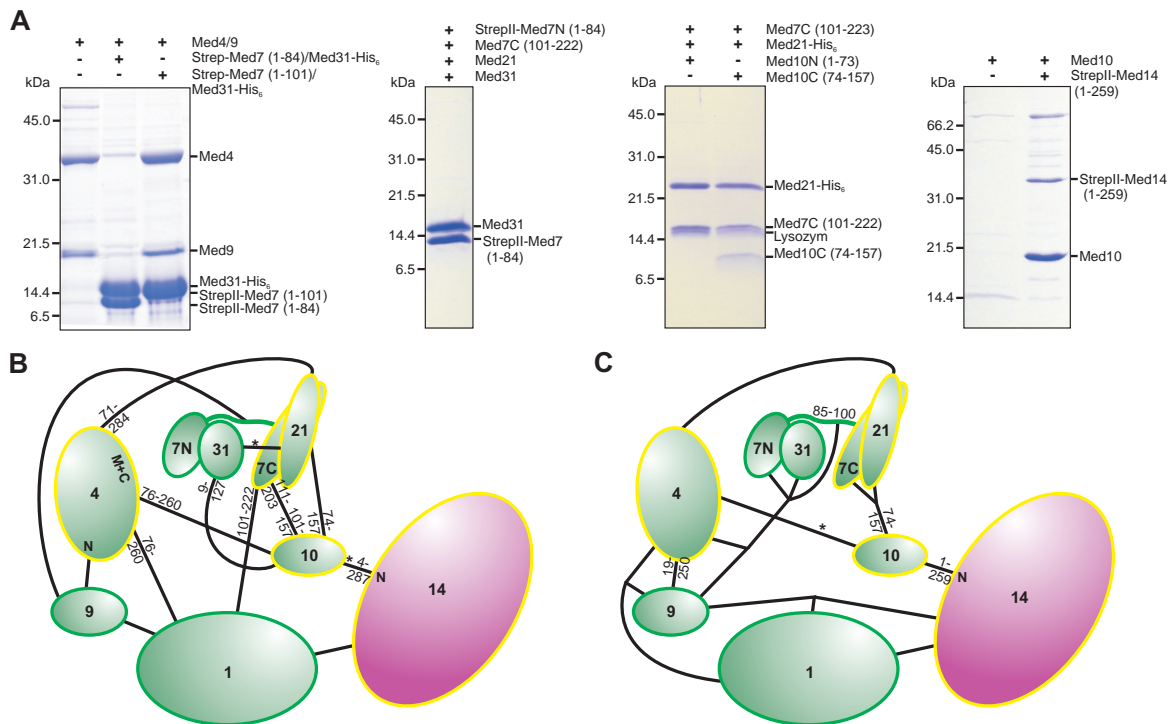 A
+ + + Med4/9
- + - Strep-Med7 (1-84)/Med31-His6
- - + Strep-Med7 (1-101)/
Med31-His6
kDa
45.0
31.0
21.5
14.4
6.5
Med4
Med9
Med31-His6
StrepII-Med7 (1-101)
StrepII-Med7 (1-84)
+ StrepII-Med7N (1-84)
+ Med7C (101-222)
+ Med21
+ Med31
kDa
45.0
31.0
21.5
14.4
6.5
Med31
StrepII-Med7
(1-84)
+ + Med7C (101-223)
+ + Med21-His6
+ - Med10N (1-73)
- + Med10C (74-157)
kDa
45.0
31.0
21.5
14.4
6.5
Med21-His6
Med7C (101-222)
Lysozym
Med10C (74-157)
+ + Med10
- + StrepII-Med14
(1-259)
kDa
66.2
45.0
31.0
21.5
14.4
StrepII-Med14
(1-259)
Med10
B
71-
284
7N
31
*
21
7C
4
M+C
N
76-260
9-
127
111-
203
101-
157
74-
157
101-222
76-
260
10
* 4-
287
N
14
9
1
C
85-100
7N
31
21
7C
4
74-
157
*
10
1-
259
N
14
19-
250
9
1